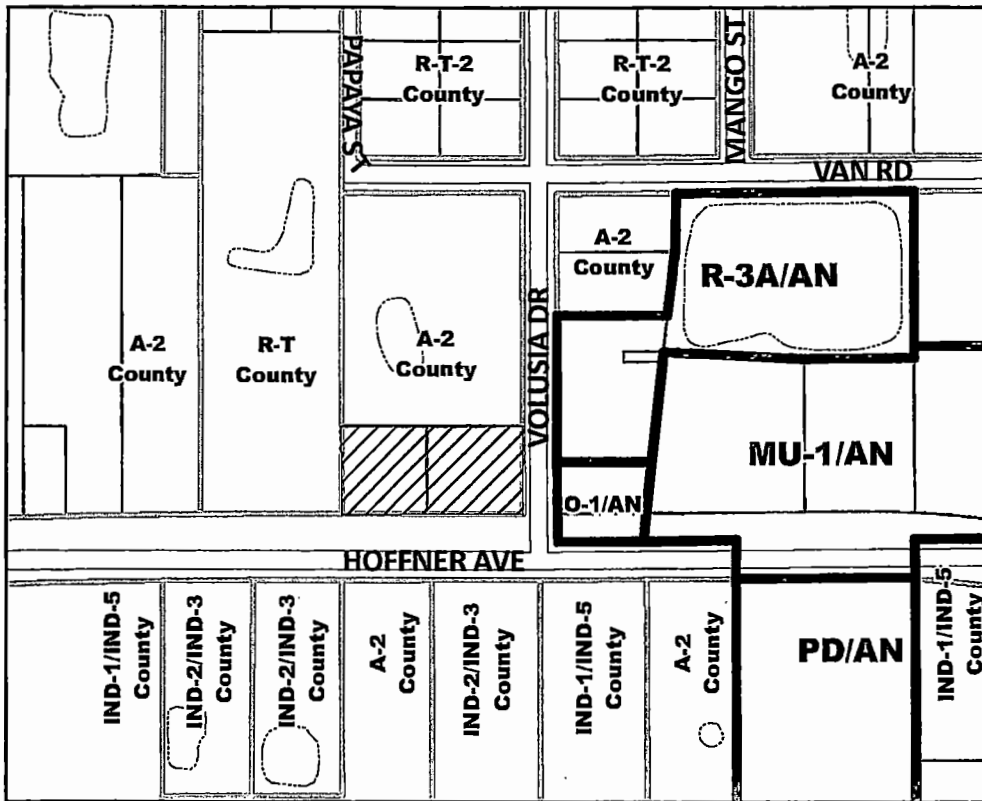 PAPAYA ST
R-T-2
County
R-T-2
County
MANGO ST
A-2
County
VAN RD
A-2
County
R-3A/AN
VOLUSIA DR
A-2
County
R-T
County
A-2
County
MU-1/AN
O-1/AN
HOFFNER AVE
IND-1/IND-5
County
IND-2/IND-3
County
IND-2/IND-3
County
A-2
County
IND-2/IND-3
County
IND-1/IND-5
County
A-2
County
PD/AN
IND-1/IND-5
County